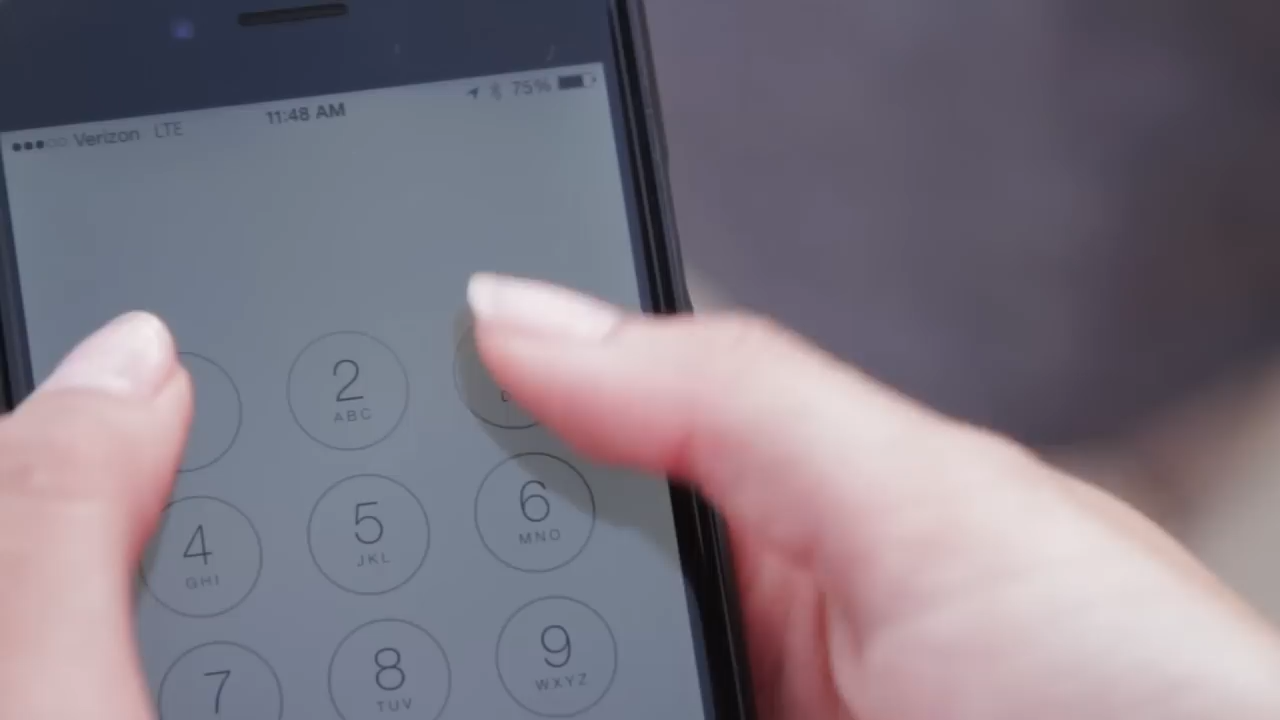 ●●●○○ Verizon LTE 11:48 AM 75%
2
ABC
4
GHI
5
JKL
6
MNO
7
8
TUV
9
WXYZ